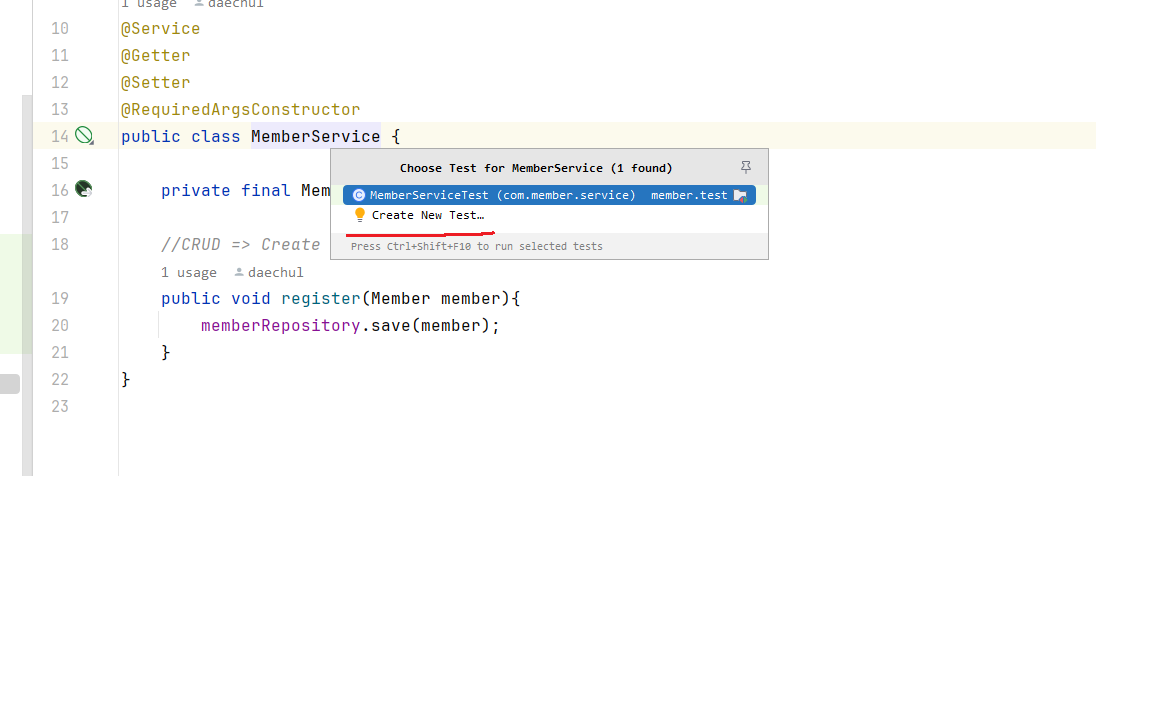 1 usage daechul
10 @Service
11 @Getter
12 @Setter
13 @RequiredArgsConstructor
14 public class MemberService {
15
Choose Test for MemberService (1 found)
16 private final Mem
MemberServiceTest (com.member.service) member.test
Create New Test…
17
18 //CRUD => Create
Press Ctrl+Shift+F10 to run selected tests
1 usage daechul
19 public void register(Member member){
20 memberRepository.save(member);
21 }
22 }
23